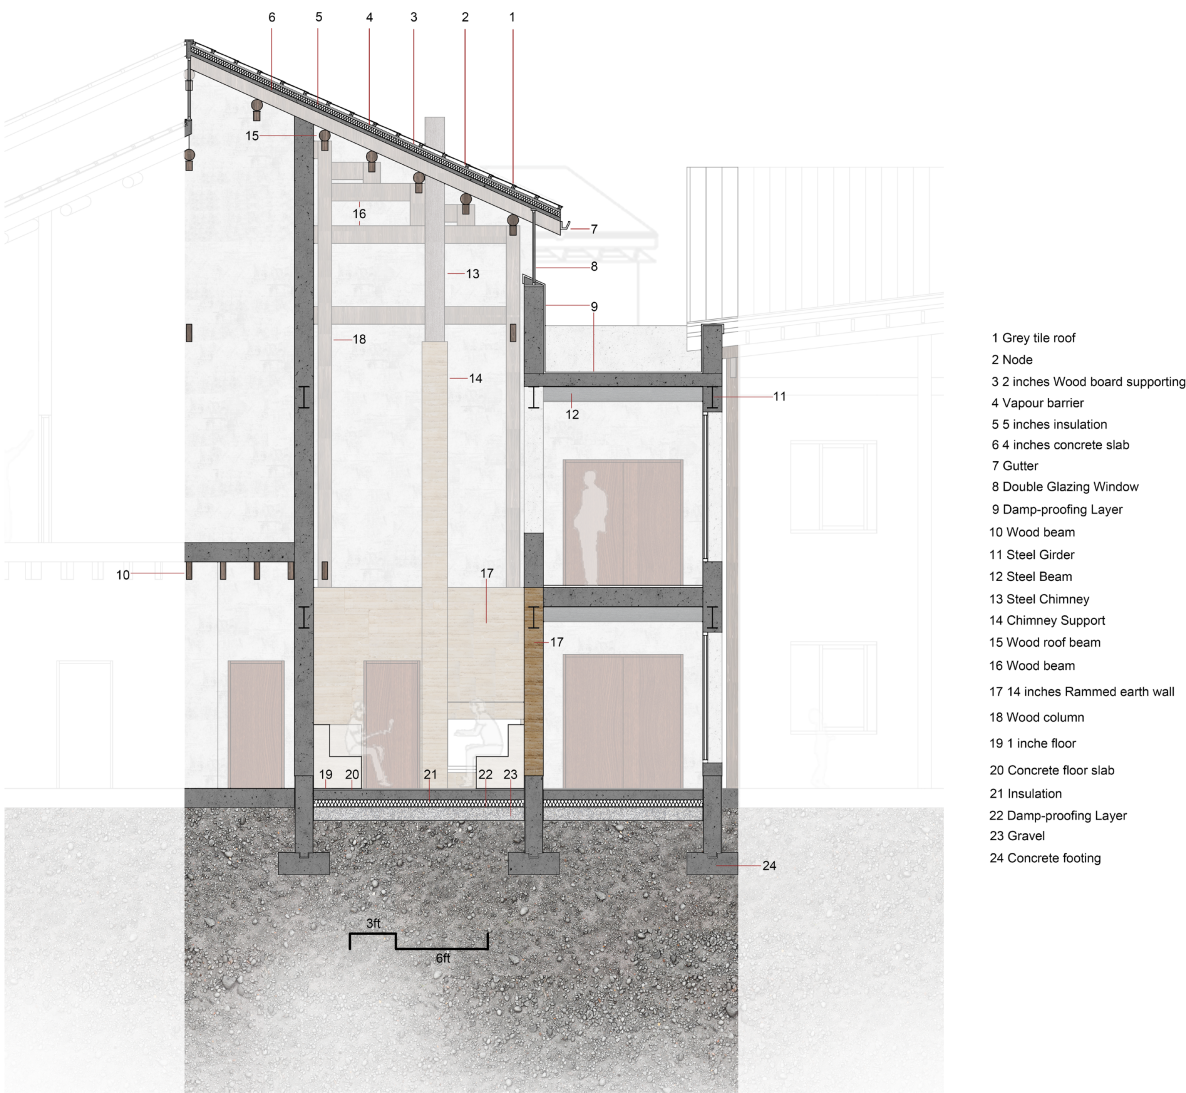 6 5 4 3 2 1
15
16
7
13
8
9
18
14
11
12
10
17
17
19 20 21 22 23
24
3ft
6ft
1 Grey tile roof
2 Node
3 2 inches Wood board supporting
4 Vapour barrier
5 5 inches insulation
6 4 inches concrete slab
7 Gutter
8 Double Glazing Window
9 Damp-proofing Layer
10 Wood beam
11 Steel Girder
12 Steel Beam
13 Steel Chimney
14 Chimney Support
15 Wood roof beam
16 Wood beam
17 14 inches Rammed earth wall
18 Wood column
19 1 inche floor
20 Concrete floor slab
21 Insulation
22 Damp-proofing Layer
23 Gravel
24 Concrete footing